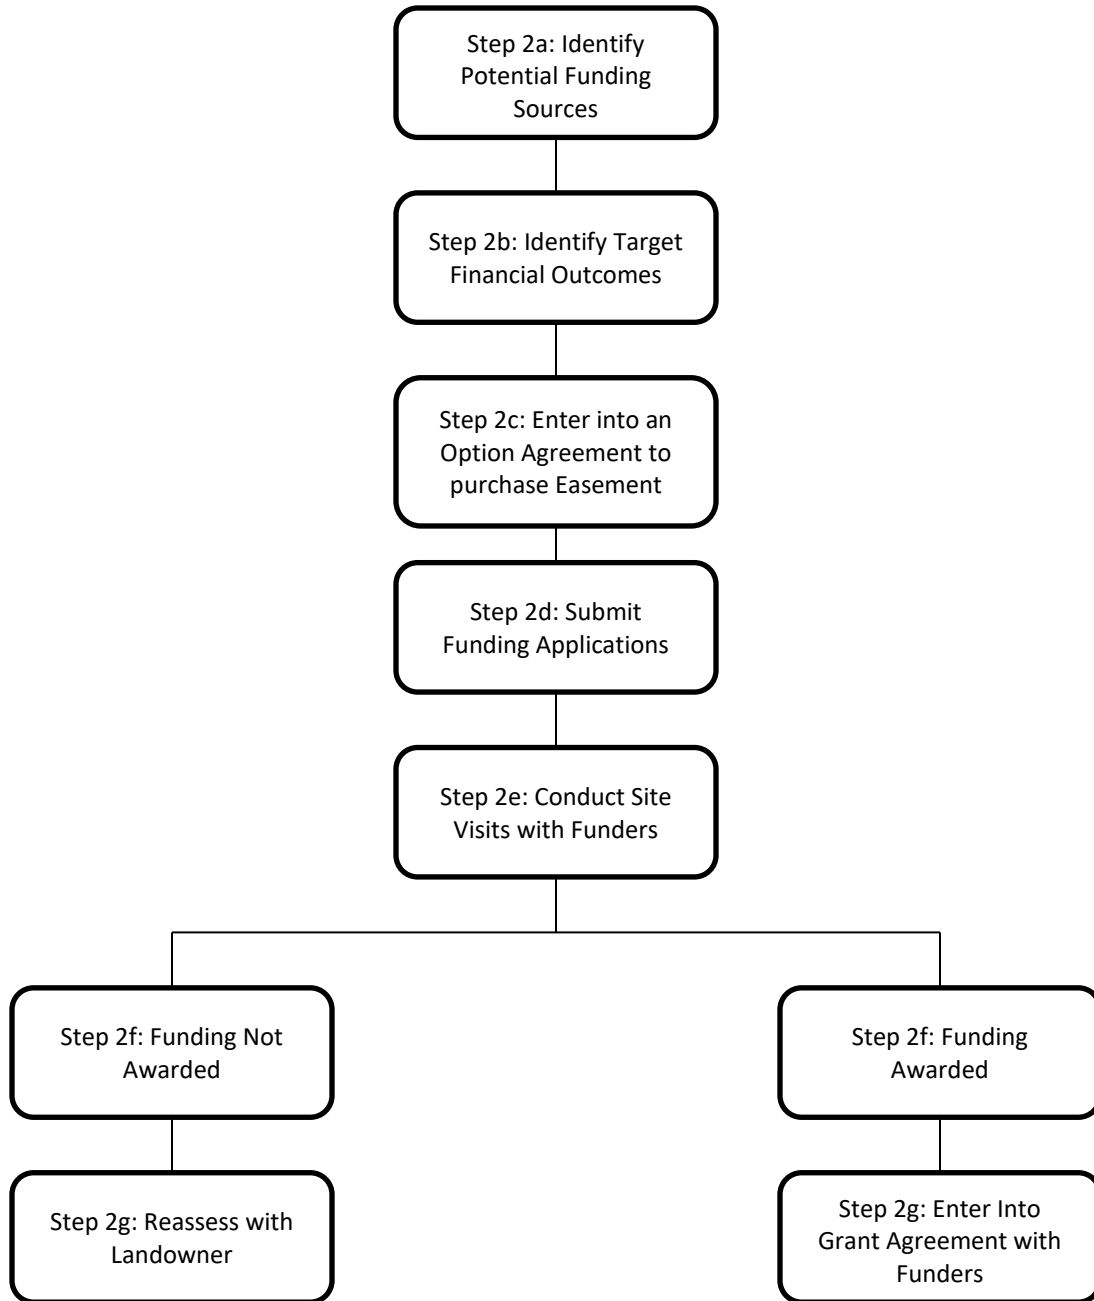 Step 2a: Identify
Potential Funding
Sources
Step 2b: Identify Target
Financial Outcomes
Step 2c: Enter into an
Option Agreement to
purchase Easement
Step 2d: Submit
Funding Applications
Step 2e: Conduct Site
Visits with Funders
Step 2f: Funding Not
Awarded
Step 2f: Funding
Awarded
Step 2g: Reassess with
Landowner
Step 2g: Enter Into
Grant Agreement with
Funders